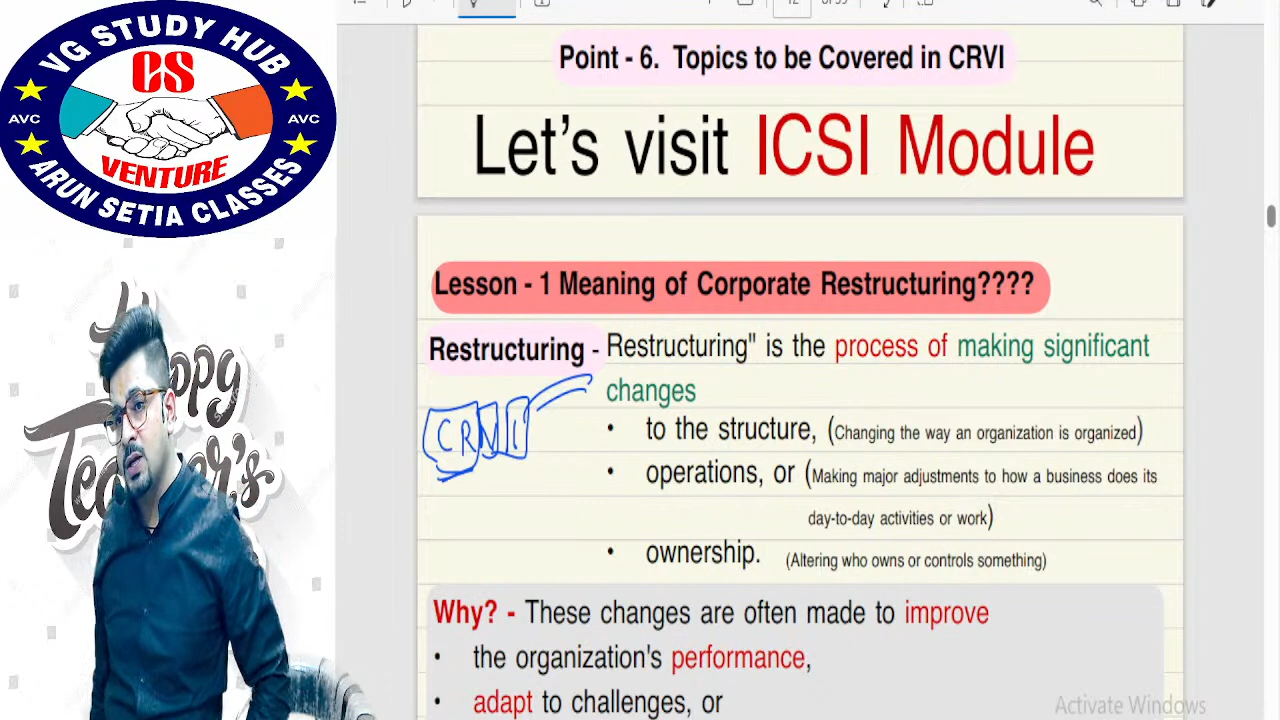 VG STUDY HUB
CS
AVC
AVC
VENTURE
ARUN SETIA CLASSES
Happy
Teacher's
Point - 6. Topics to be Covered in CRVI
Let's visit ICSI Module
Lesson - 1 Meaning of Corporate Restructuring????
Restructuring - Restructuring" is the process of making significant
changes
CRVI
• to the structure, (Changing the way an organization is organized)
• operations, or (Making major adjustments to how a business does its
day-to-day activities or work)
• ownership. (Altering who owns or controls something)
Why? - These changes are often made to improve
• the organization's performance,
• adapt to challenges, or
Activate Windows